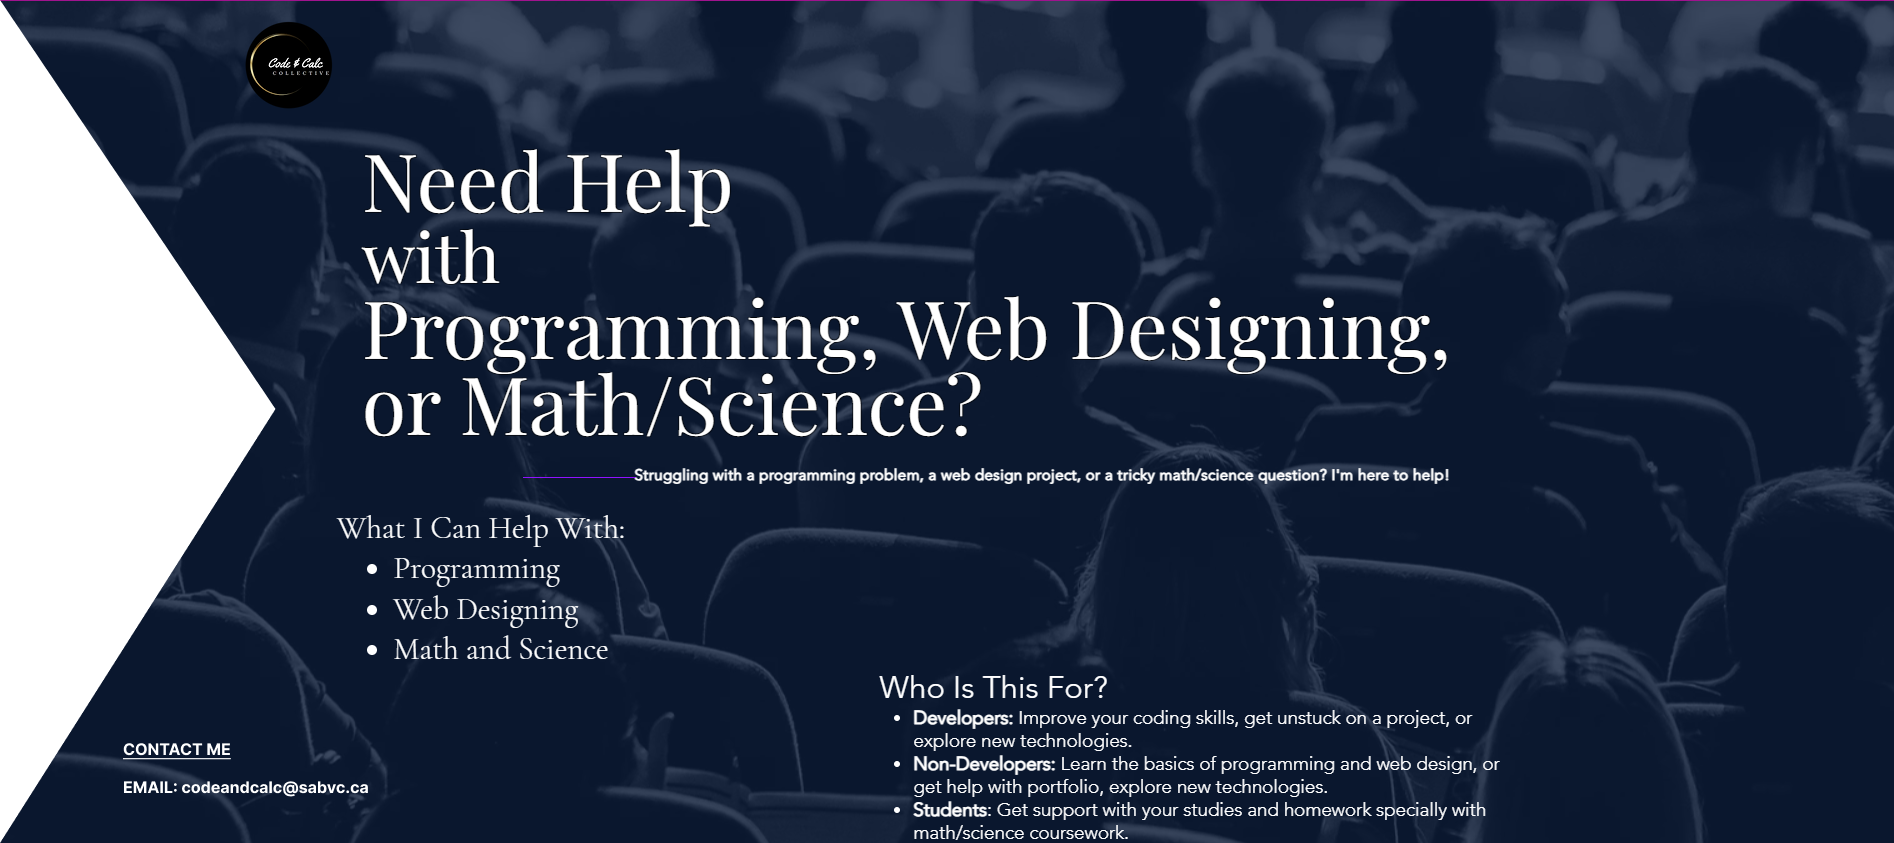 Code & Calc
COLLECTIVE
Need Help
with
Programming, Web Designing,
or Math/Science?
Struggling with a programming problem, a web design project, or a tricky math/science question? I'm here to help!
What I Can Help With:
• Programming
• Web Designing
• Math and Science
Who Is This For?
• Developers: Improve your coding skills, get unstuck on a project, or
explore new technologies.
• Non-Developers: Learn the basics of programming and web design, or
get help with portfolio, explore new technologies.
• Students: Get support with your studies and homework specially with
math/science coursework.
CONTACT ME
EMAIL: codeandcalc@sabvc.ca